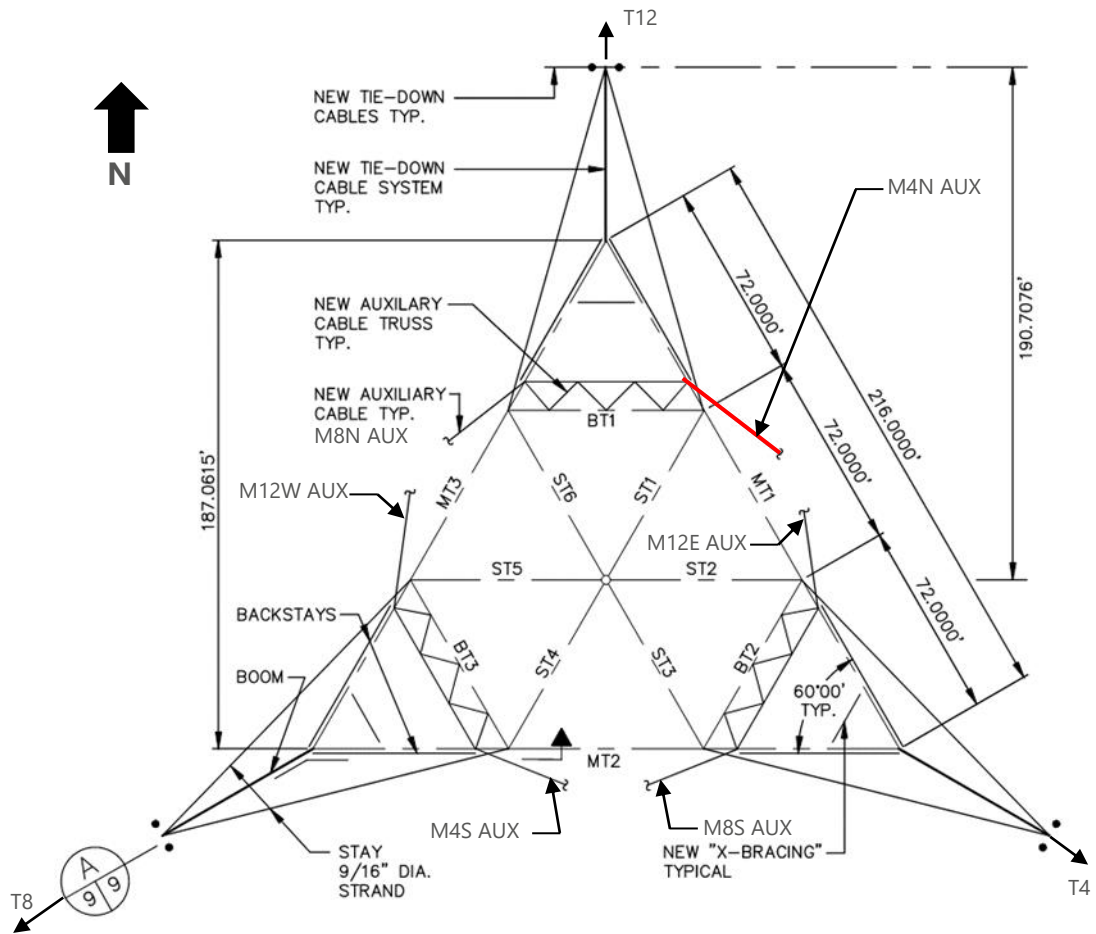 T12
NEW TIE-DOWN
CABLES TYP.
N
NEW TIE-DOWN
CABLE SYSTEM
TYP.
M4N AUX
72.0000'
190.7076'
NEW AUXILARY
CABLE TRUSS
TYP.
216.0000'
NEW AUXILIARY
CABLE TYP.
M8N AUX
BT1
72.0000'
187.0615'
M12W AUX
MT3
ST6
ST1
MT1
M12E AUX
ST5
ST2
72.0000'
BACKSTAYS
BOOM
BT3
ST4
ST3
BT2
60°00'
TYP.
MT2
M4S AUX
M8S AUX
STAY
9/16" DIA.
STRAND
NEW "X-BRACING"
TYPICAL
A
9 9
T8
T4